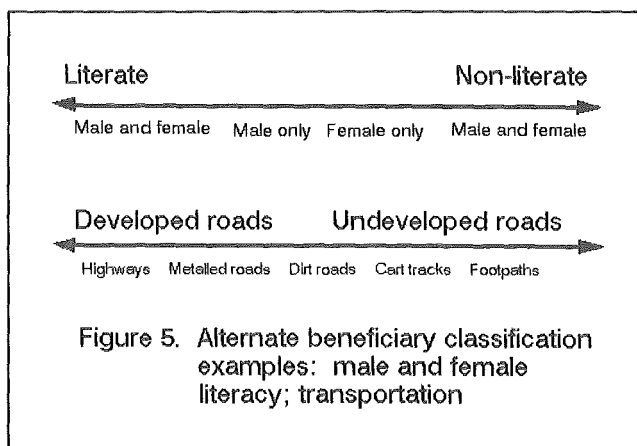 Literate Non-literate
Male and female Male only Female only Male and female
Developed roads Undeveloped roads
Highways Metalled roads Dirt roads Cart tracks Footpaths
Figure 5. Alternate beneficiary classification
examples: male and female
literacy; transportation